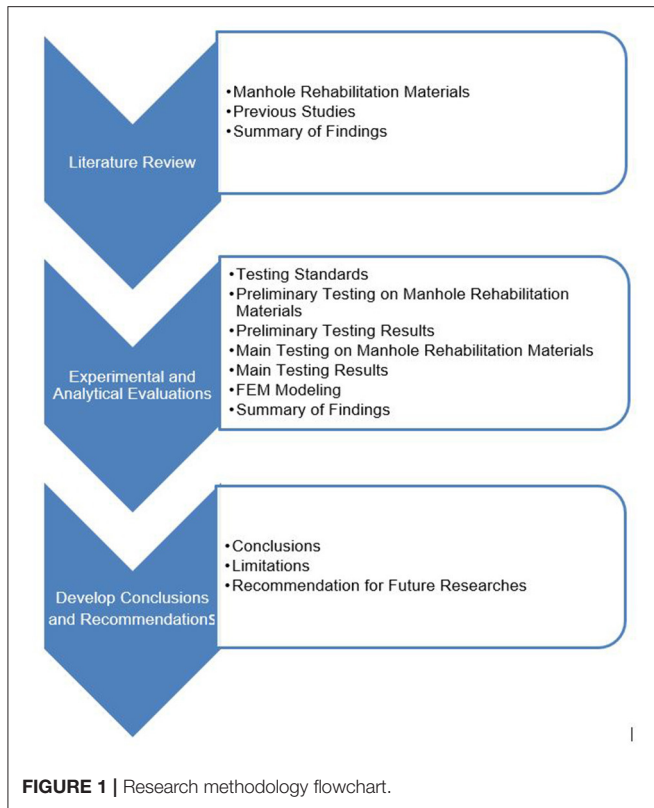 Literature Review
•Manhole Rehabilitation Materials
•Previous Studies
•Summary of Findings
Experimental and
Analytical Evaluations
•Testing Standards
•Preliminary Testing on Manhole Rehabilitation
Materials
•Preliminary Testing Results
•Main Testing on Manhole Rehabilitation Materials
•Main Testing Results
•FEM Modeling
•Summary of Findings
Develop Conclusions
and Recommendations
•Conclusions
•Limitations
•Recommendation for Future Researches
FIGURE 1 | Research methodology flowchart.